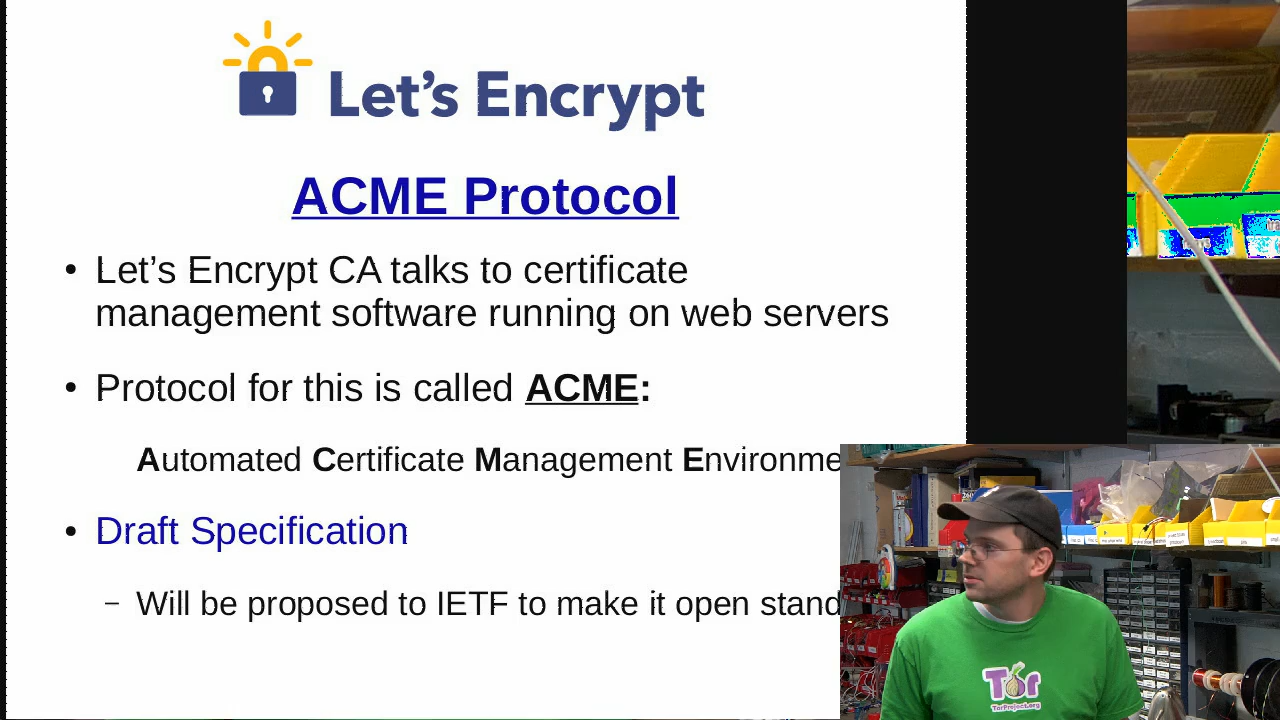 Let's Encrypt
ACME Protocol
• Let's Encrypt CA talks to certificate
management software running on web servers
• Protocol for this is called ACME:
Automated Certificate Management Environme
• Draft Specification
– Will be proposed to IETF to make it open stand
Tor
TorProject.org